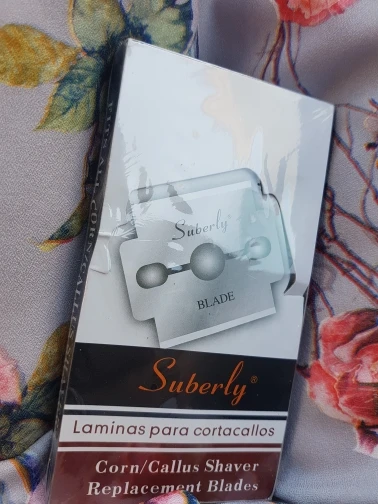 Suberly
BLADE
Suberly®
Laminas para cortacallos
Corn/Callus Shaver
Replacement Blades